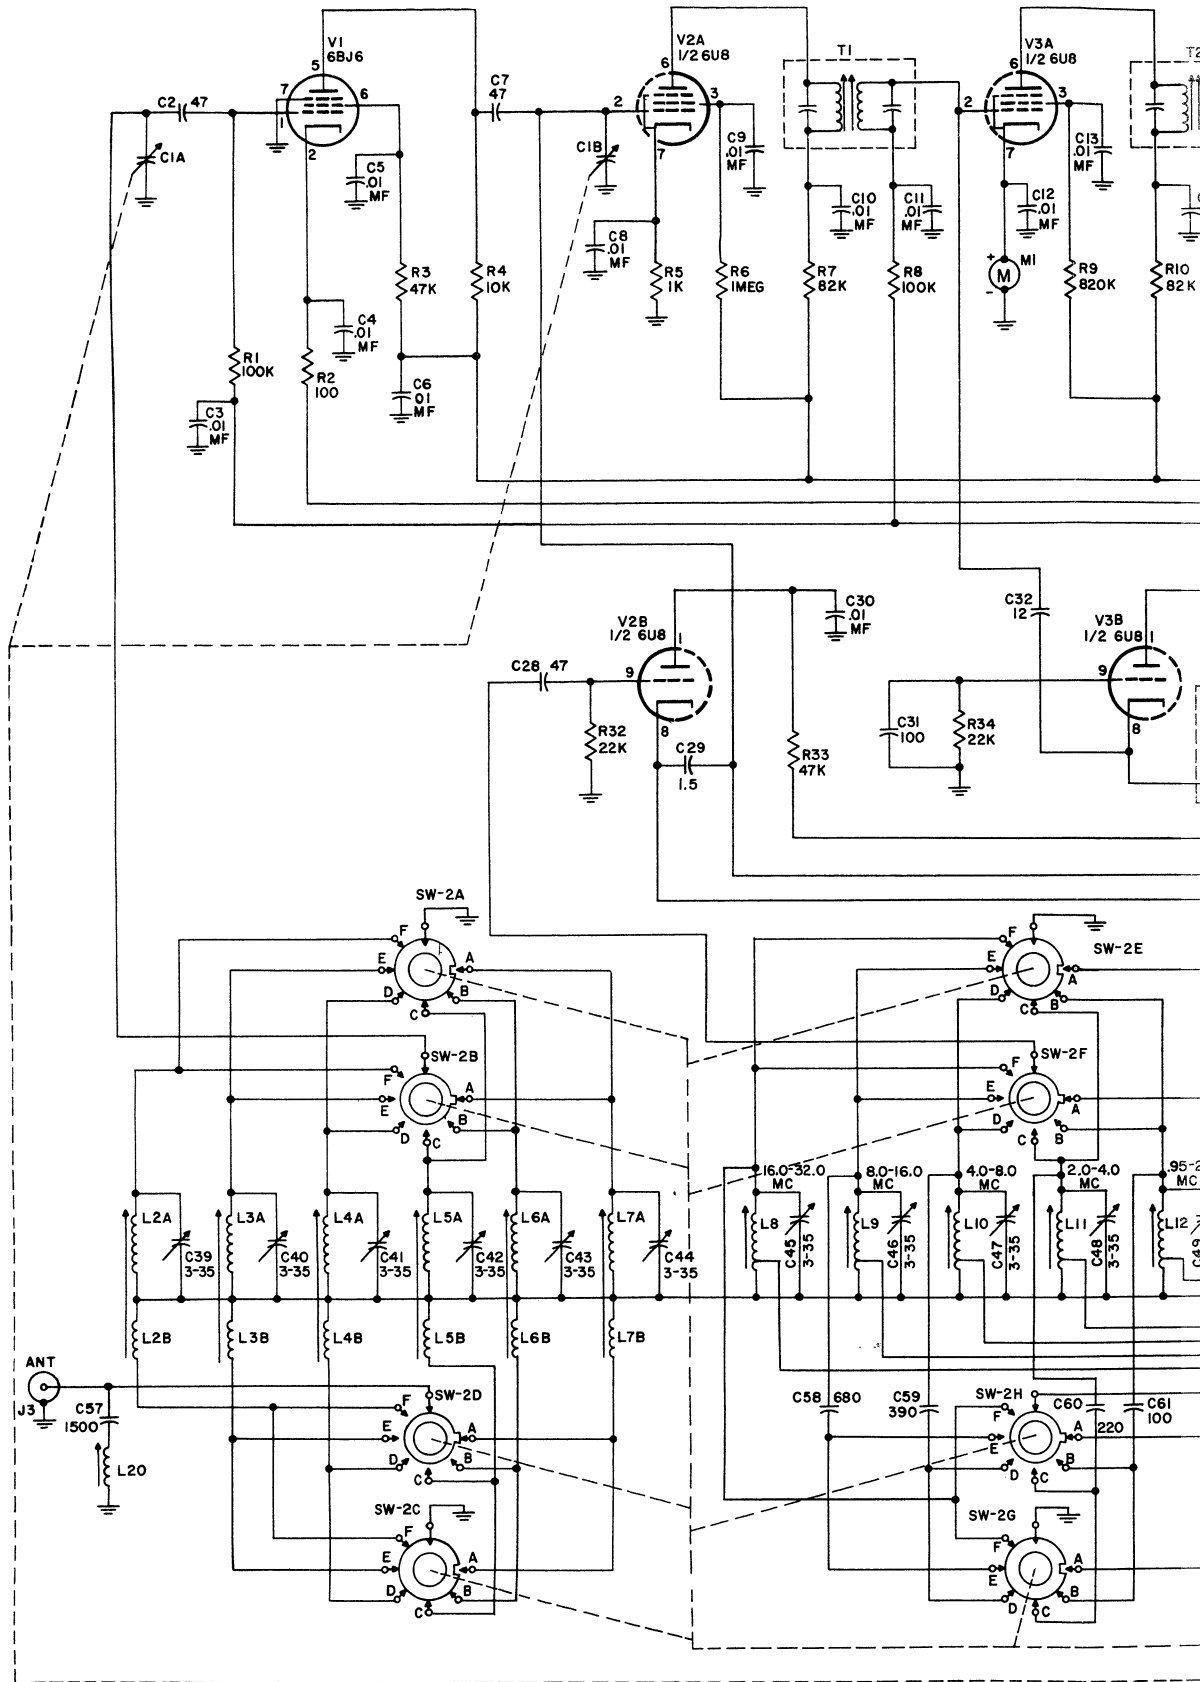 V1
6BJ6
5
7
6
1
2
C2 47
C1A
C5
.01
MF
C7
47
V2A
1/2 6U8
6
2
3
7
C1B
C9
.01
MF
T1
V3A
1/2 6U8
6
2
3
7
C13
.01
MF
T2
C8
.01
MF
C10
.01
MF
C11
.01
MF
C12
.01
MF
C
R3
47K
R4
10K
R5
1K
R6
1MEG
R7
82K
R8
100K
+
M
M1
-
R9
820K
R10
82K
C4
.01
MF
R1
100K
R2
100
C6
01
MF
C3
.01
MF
C30
.01
MF
C32
12
V2B
1/2 6U8
1
9
8
V3B
1/2 6U8
1
9
8
C28 47
R32
22K
C29
1.5
R33
47K
C31
100
R34
22K
SW-2A
F
E
D
C
B
A
SW-2E
F
E
D
C
B
A
SW-2B
F
E
D
C
B
A
SW-2F
F
E
D
C
B
A
16.0-32.0
MC
8.0-16.0
MC
4.0-8.0
MC
2.0-4.0
MC
.95-2
MC
L2A
C39
3-35
L3A
C40
3-35
L4A
C41
3-35
L5A
C42
3-35
L6A
C43
3-35
L7A
C44
3-35
L8
C45
3-35
L9
C46
3-35
L10
C47
3-35
L11
C48
3-35
L12
C49
L2B
L3B
L4B
L5B
L6B
L7B
ANT
J3
C57
1500
L20
SW-2D
F
E
D
C
B
A
C58 680
C59
390
SW-2H
F
E
D
C
B
A
C60
220
C61
100
SW-2C
F
E
D
C
B
A
SW-2G
F
E
D
C
B
A